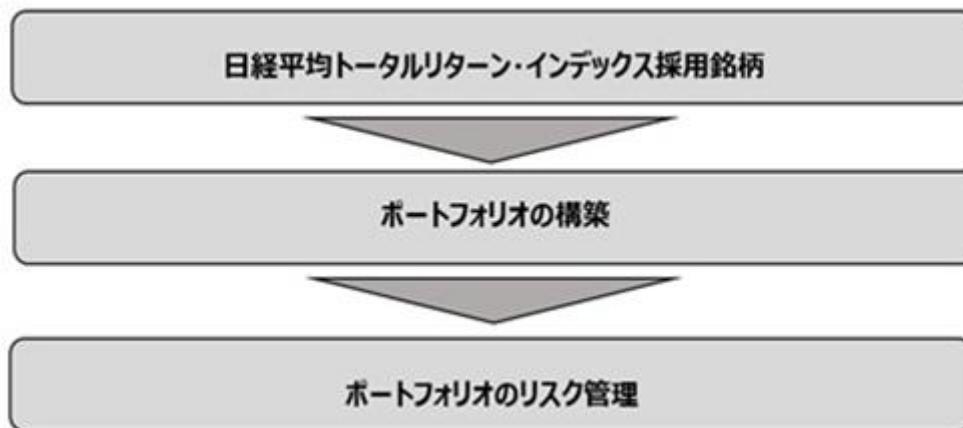 日経平均トータルリターン・インデックス採用銘柄
ポートフォリオの構築
ポートフォリオのリスク管理